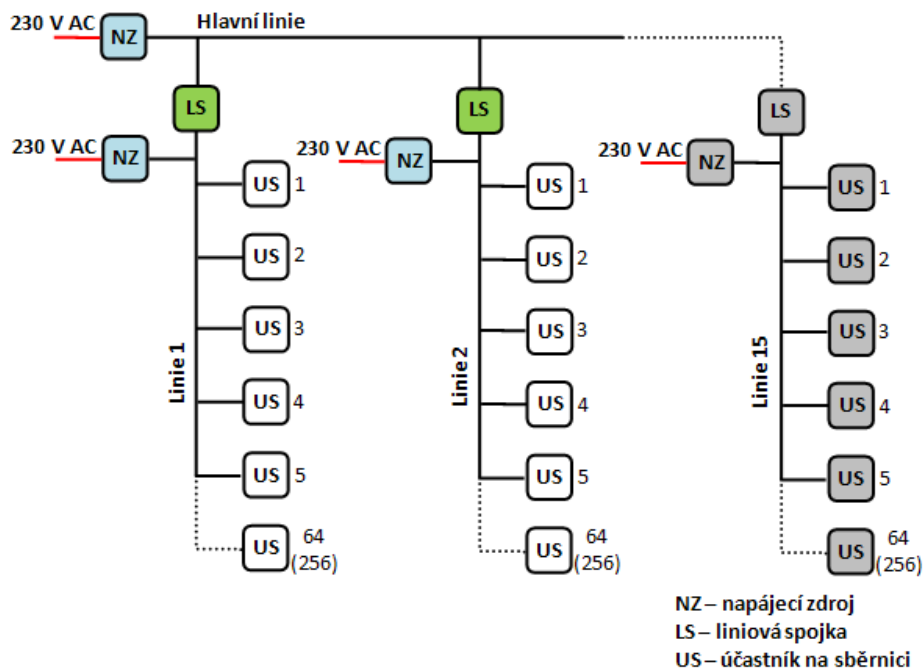 230 V AC NZ Hlavní linie
LS LS LS
230 V AC NZ 230 V AC NZ 230 V AC NZ
US 1 US 1 US 1
US 2 US 2 US 2
US 3 US 3 US 3
Linie 1 Linie 2 Linie 15
US 4 US 4 US 4
US 5 US 5 US 5
US 64 US 64 US 64
(256) (256) (256)
NZ – napájecí zdroj
LS – liniová spojka
US – účastník na sběrnici